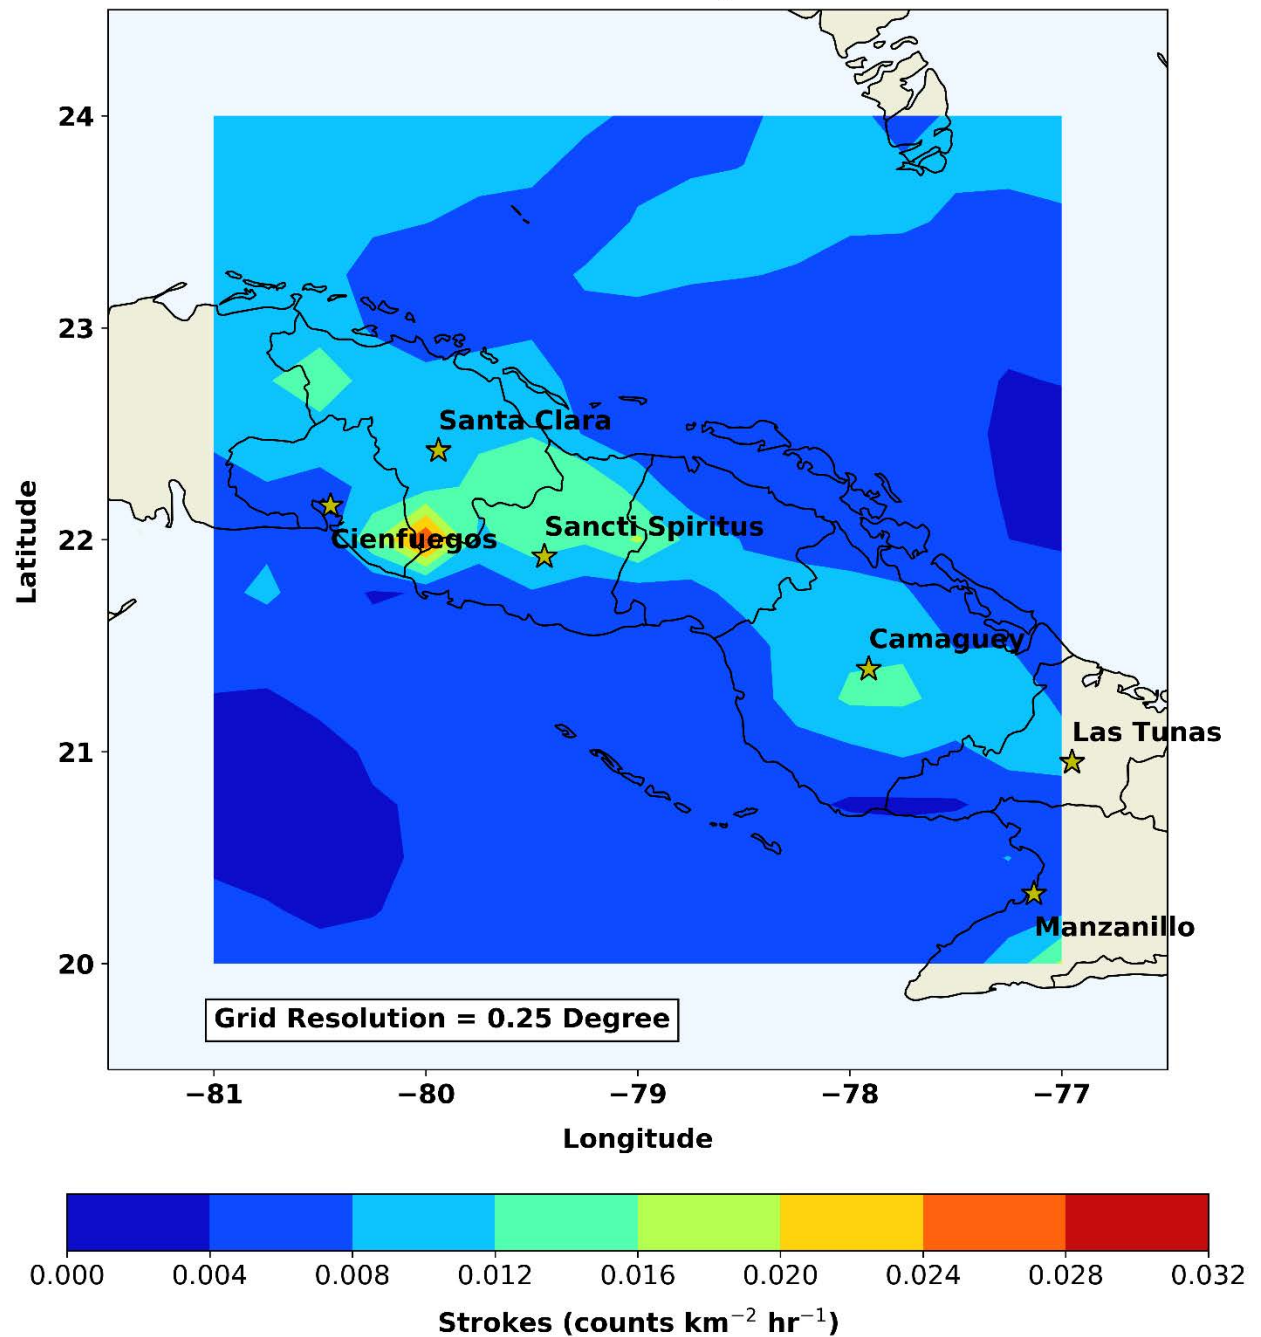 24
23
22
21
20
Latitude
Santa Clara
Cienfuegos
Sancti Spiritus
Camaguey
Las Tunas
Manzanillo
Grid Resolution = 0.25 Degree
−81 −80 −79 −78 −77
Longitude
0.000 0.004 0.008 0.012 0.016 0.020 0.024 0.028 0.032
Strokes (counts km⁻² hr⁻¹)